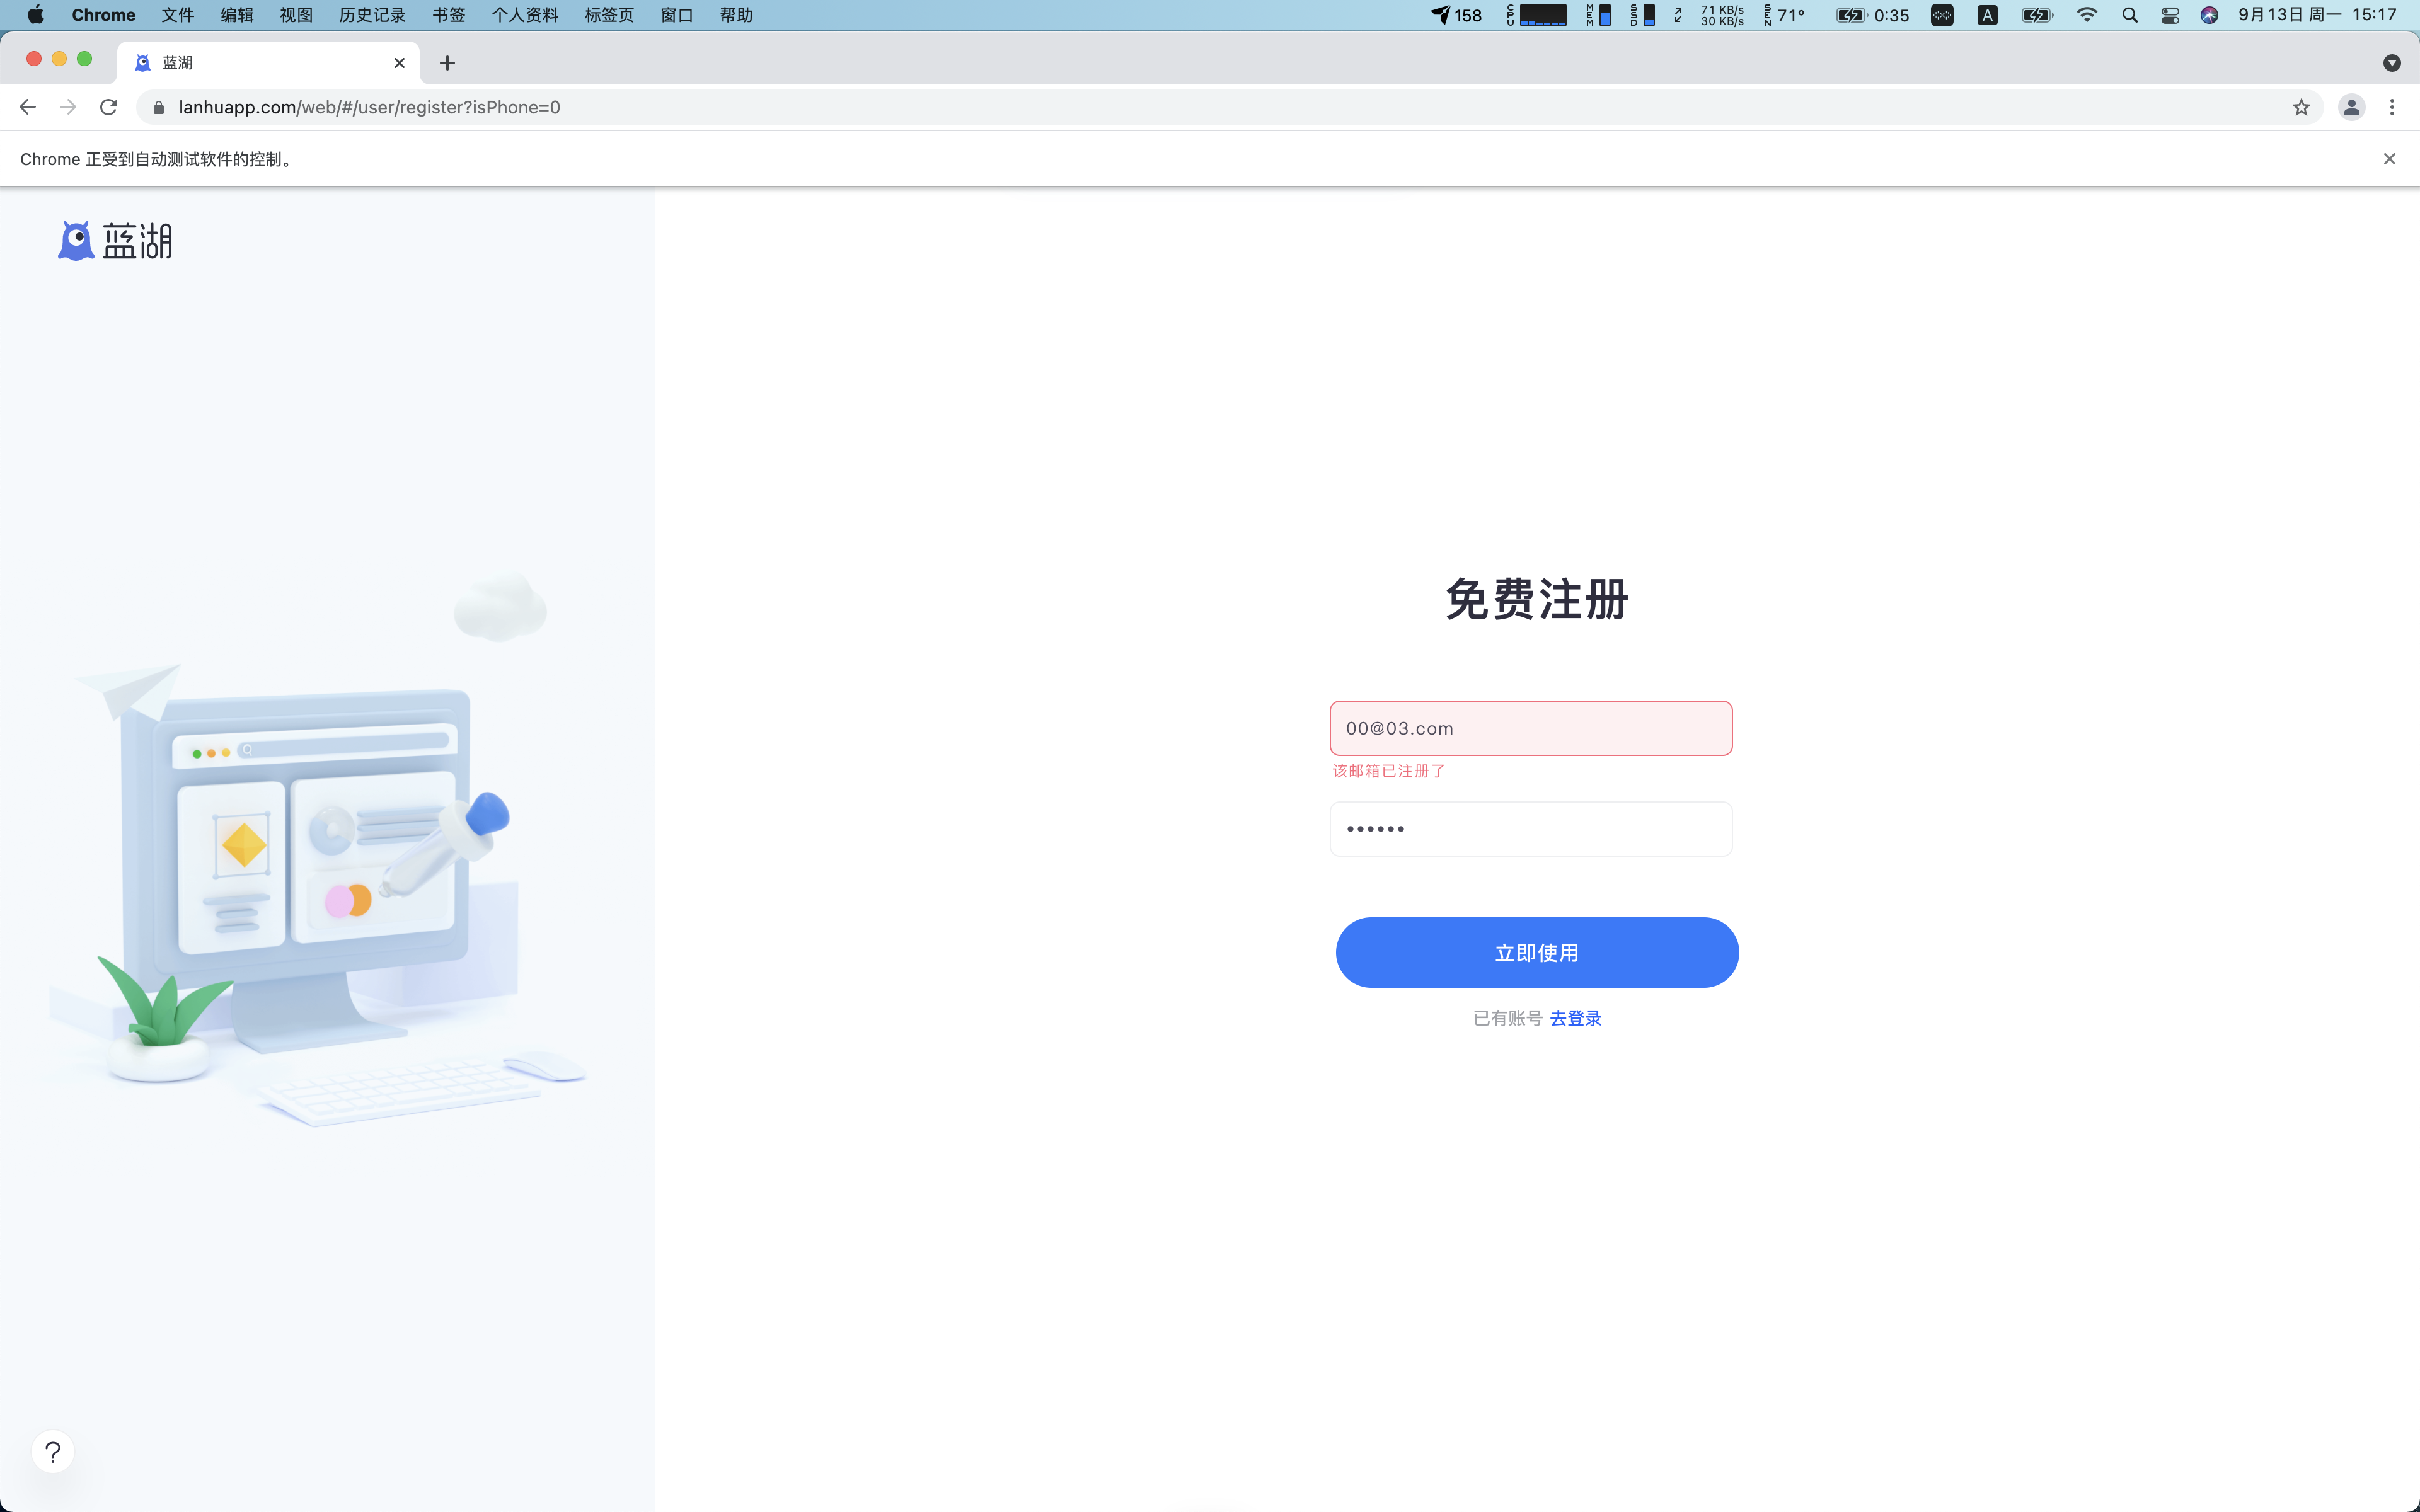 Chrome 文件 编辑 视图 历史记录 书签 个人资料 标签页 窗口 帮助 158 CPU MEM SSD 71 KB/s 30 KB/s SEN 71° 0:35 A 9月13日 周一 15:17
蓝湖
lanhuapp.com/web/#/user/register?isPhone=0
Chrome 正受到自动测试软件的控制。
蓝湖
免费注册
00@03.com
该邮箱已注册了
••••••
立即使用
已有账号 去登录
?